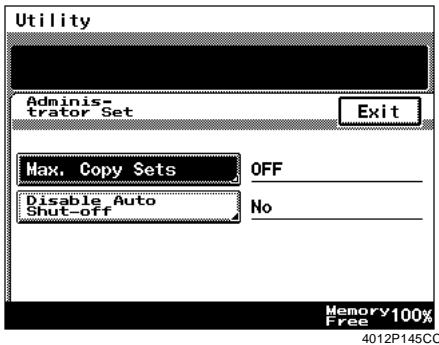 Utility
Adminis-
trator Set
Exit
Max. Copy Sets
OFF
Disable Auto
Shut-off
No
Memory
Free
100%
4012P145CC